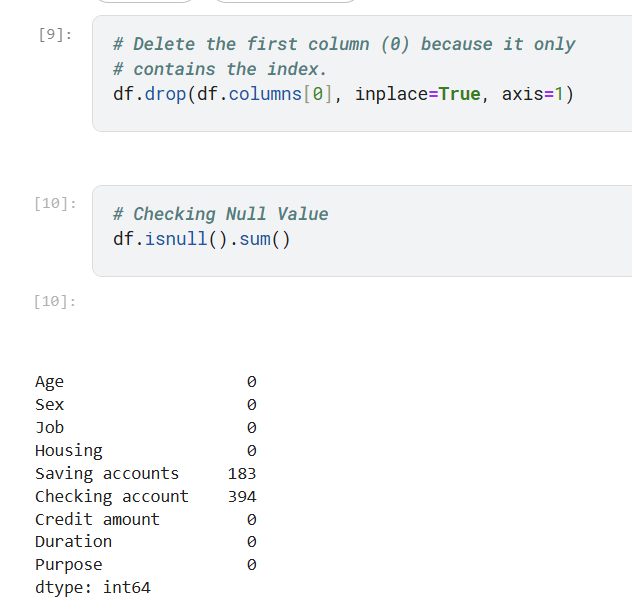 [9]:
# Delete the first column (0) because it only
# contains the index.
df.drop(df.columns[0], inplace=True, axis=1)
[10]:
# Checking Null Value
df.isnull().sum()
[10]:
Age 0
Sex 0
Job 0
Housing 0
Saving accounts 183
Checking account 394
Credit amount 0
Duration 0
Purpose 0
dtype: int64